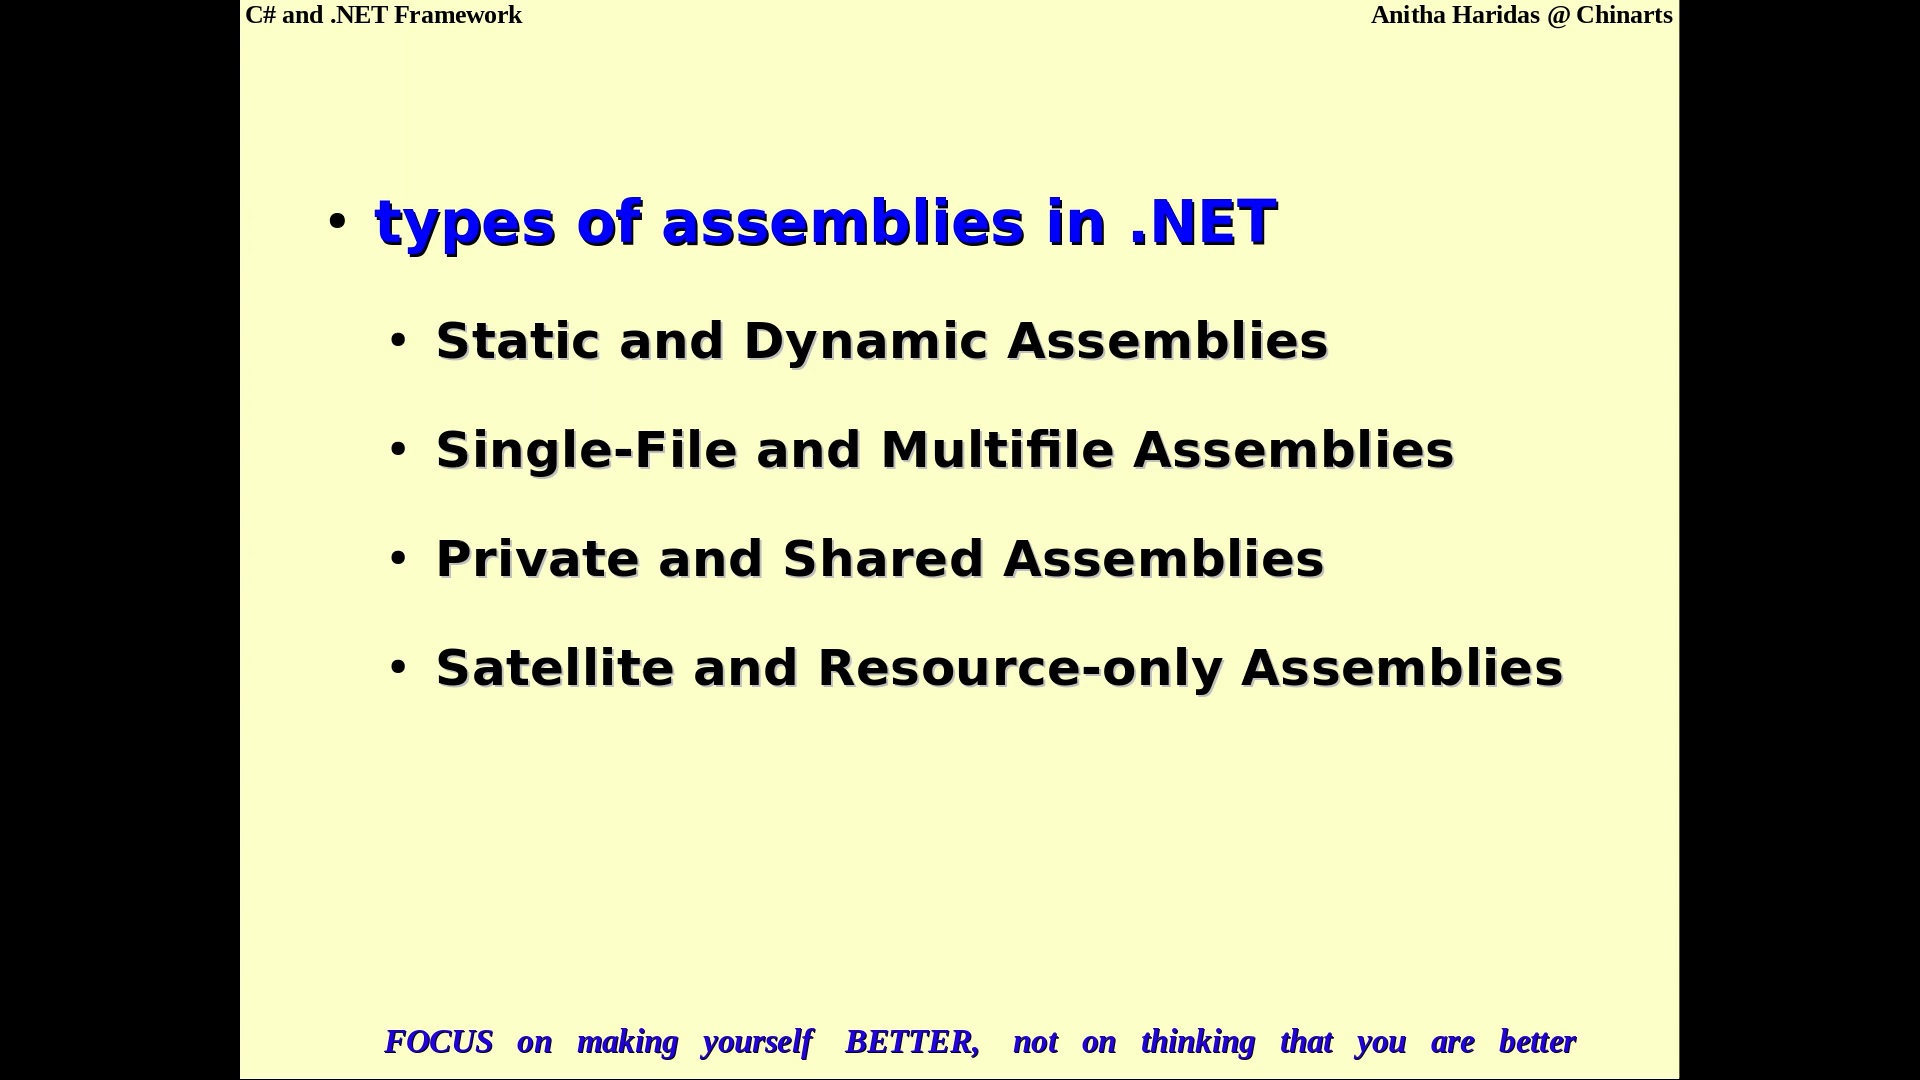 C# and .NET Framework
Anitha Haridas @ Chinarts
• types of assemblies in .NET
• Static and Dynamic Assemblies
• Single-File and Multifile Assemblies
• Private and Shared Assemblies
• Satellite and Resource-only Assemblies
FOCUS on making yourself BETTER, not on thinking that you are better